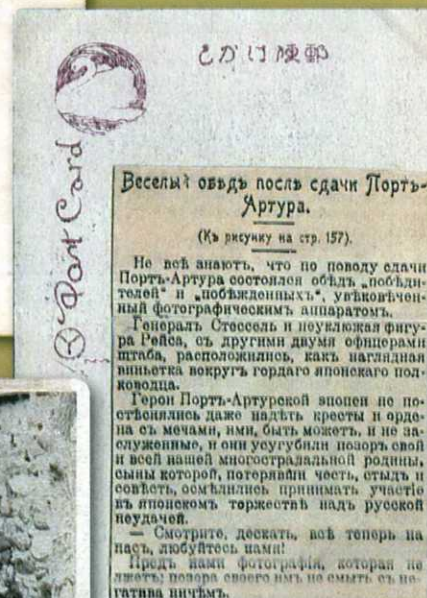 きがけ便郵
Post Card
Веселый обѣдъ послѣ сдачи Портъ-
Артура.
(Къ рисунку на стр. 157).
Не всѣ знаютъ, что по поводу сдачи
Портъ-Артура состоялся обѣдъ „побѣди-
телей“ и „побѣжденныхъ“, увѣковѣчен-
ный фотографическимъ аппаратомъ.
Генералъ Стессель и неуклюжая фигу-
ра Рейса, съ другими двумя офицерами
штаба, расположились, какъ наглядная
виньетка вокругъ гордаго японскаго пол-
ководца.
Герои Портъ-Артурской эпопеи не по-
стѣснялись даже надѣть кресты и орде-
на съ мечами, ими, быть можетъ, и не за-
служенные, и они усугубили позоръ свой
и всей нашей многострадальной родины,
сыны которой, потерявши честь, стыдъ и
совѣсть, осмѣлились принимать участіе
въ японскомъ торжествѣ надъ русской
неудачей.
— Смотрите, дескать, всѣ теперь на
насъ, любуйтесь нами!
Предъ нами фотографія, которая не
лжетъ; позора своего имъ не смыть съ не-
гатива ничѣмъ.